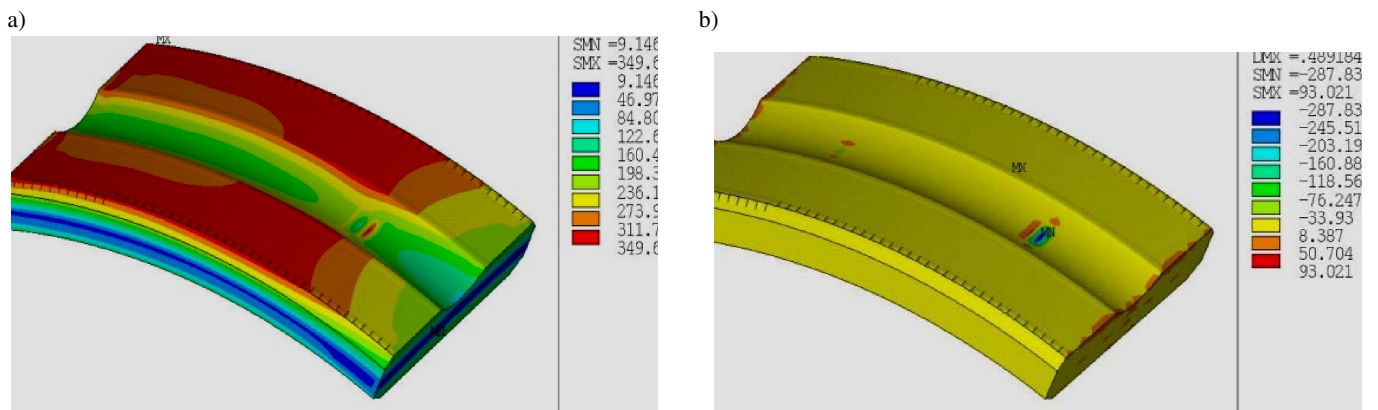 a)
MX
SMN =9.146
SMX =349.6
9.146
46.97
84.80
122.6
160.4
198.3
236.1
273.9
311.7
349.6
MN
b)
DMX =.489184
SMN =-287.83
SMX =93.021
-287.83
-245.51
-203.19
-160.88
-118.56
-76.247
-33.93
8.387
50.704
93.021
MX
MN